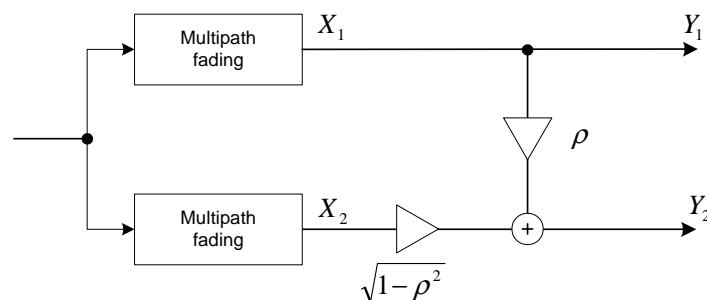 Multipath
fading
X₁
Y₁
ρ
Multipath
fading
X₂
Y₂
+
√(1 − ρ²)